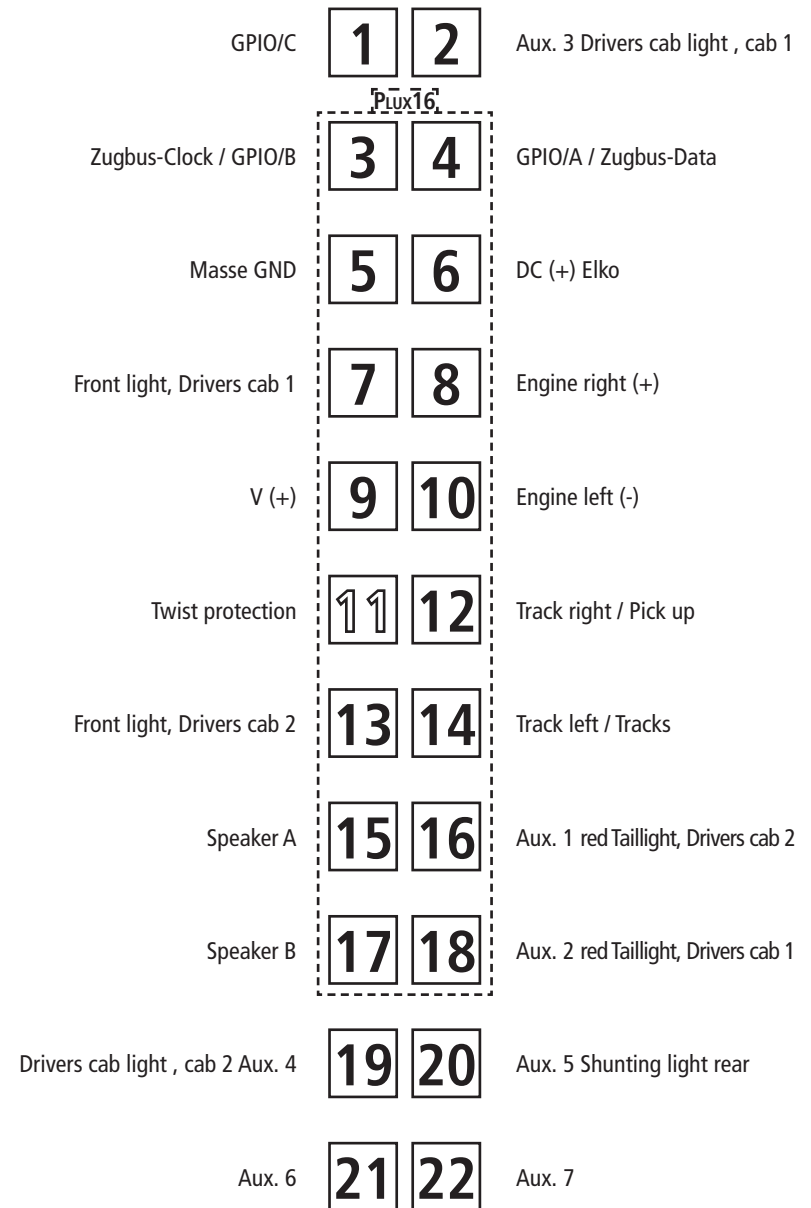 GPIO/C 1 2 Aux. 3 Drivers cab light , cab 1
PLUX16
Zugbus-Clock / GPIO/B 3 4 GPIO/A / Zugbus-Data
Masse GND 5 6 DC (+) Elko
Front light, Drivers cab 1 7 8 Engine right (+)
V (+) 9 10 Engine left (-)
Twist protection 11 12 Track right / Pick up
Front light, Drivers cab 2 13 14 Track left / Tracks
Speaker A 15 16 Aux. 1 red Taillight, Drivers cab 2
Speaker B 17 18 Aux. 2 red Taillight, Drivers cab 1
Drivers cab light , cab 2 Aux. 4 19 20 Aux. 5 Shunting light rear
Aux. 6 21 22 Aux. 7